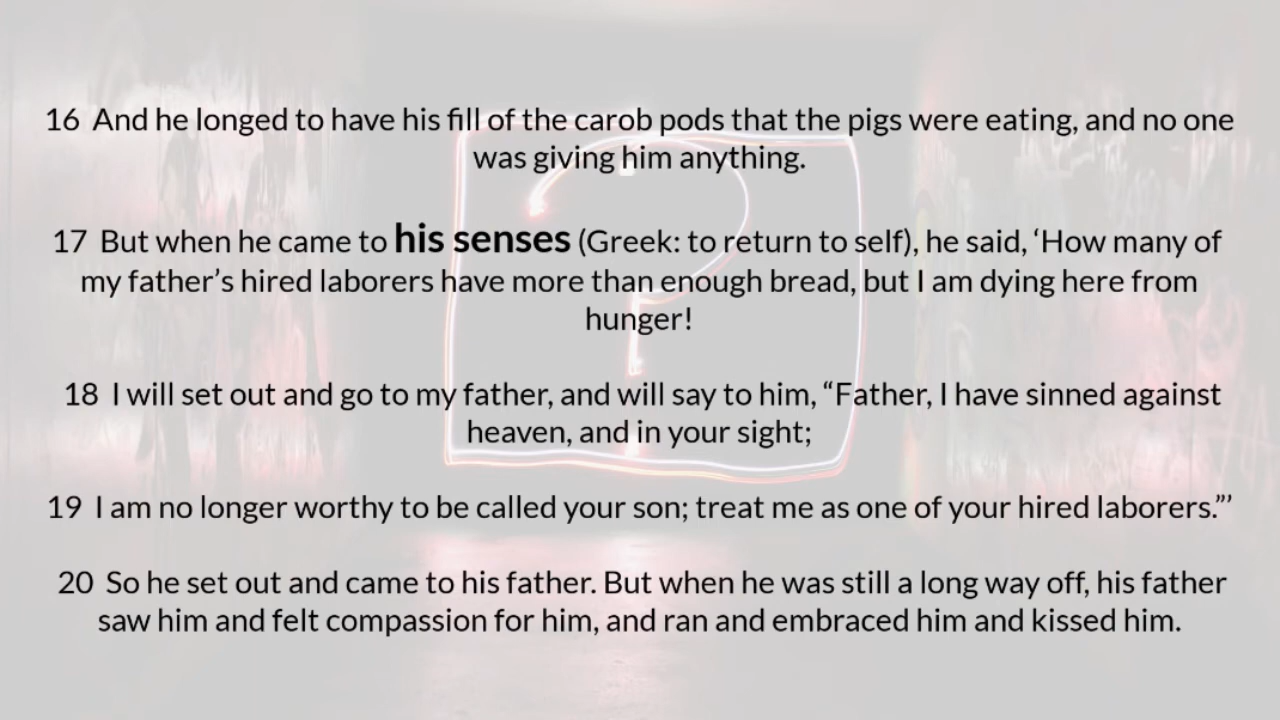 16  And he longed to have his fill of the carob pods that the pigs were eating, and no one
was giving him anything.
17  But when he came to his senses (Greek: to return to self), he said, ‘How many of
my father’s hired laborers have more than enough bread, but I am dying here from
hunger!
18  I will set out and go to my father, and will say to him, “Father, I have sinned against
heaven, and in your sight;
19  I am no longer worthy to be called your son; treat me as one of your hired laborers.”’
20  So he set out and came to his father. But when he was still a long way off, his father
saw him and felt compassion for him, and ran and embraced him and kissed him.